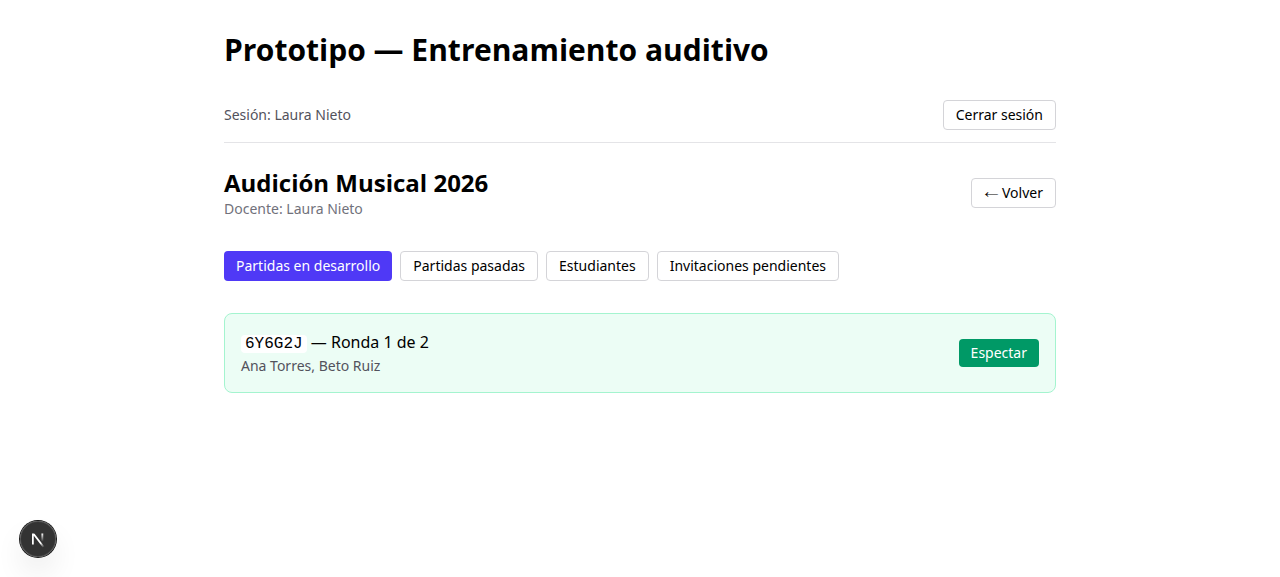 Prototipo — Entrenamiento auditivo
Sesión: Laura Nieto
Cerrar sesión
Audición Musical 2026
Docente: Laura Nieto
← Volver
Partidas en desarrollo
Partidas pasadas
Estudiantes
Invitaciones pendientes
6Y6G2J — Ronda 1 de 2
Ana Torres, Beto Ruiz
Espectar
N